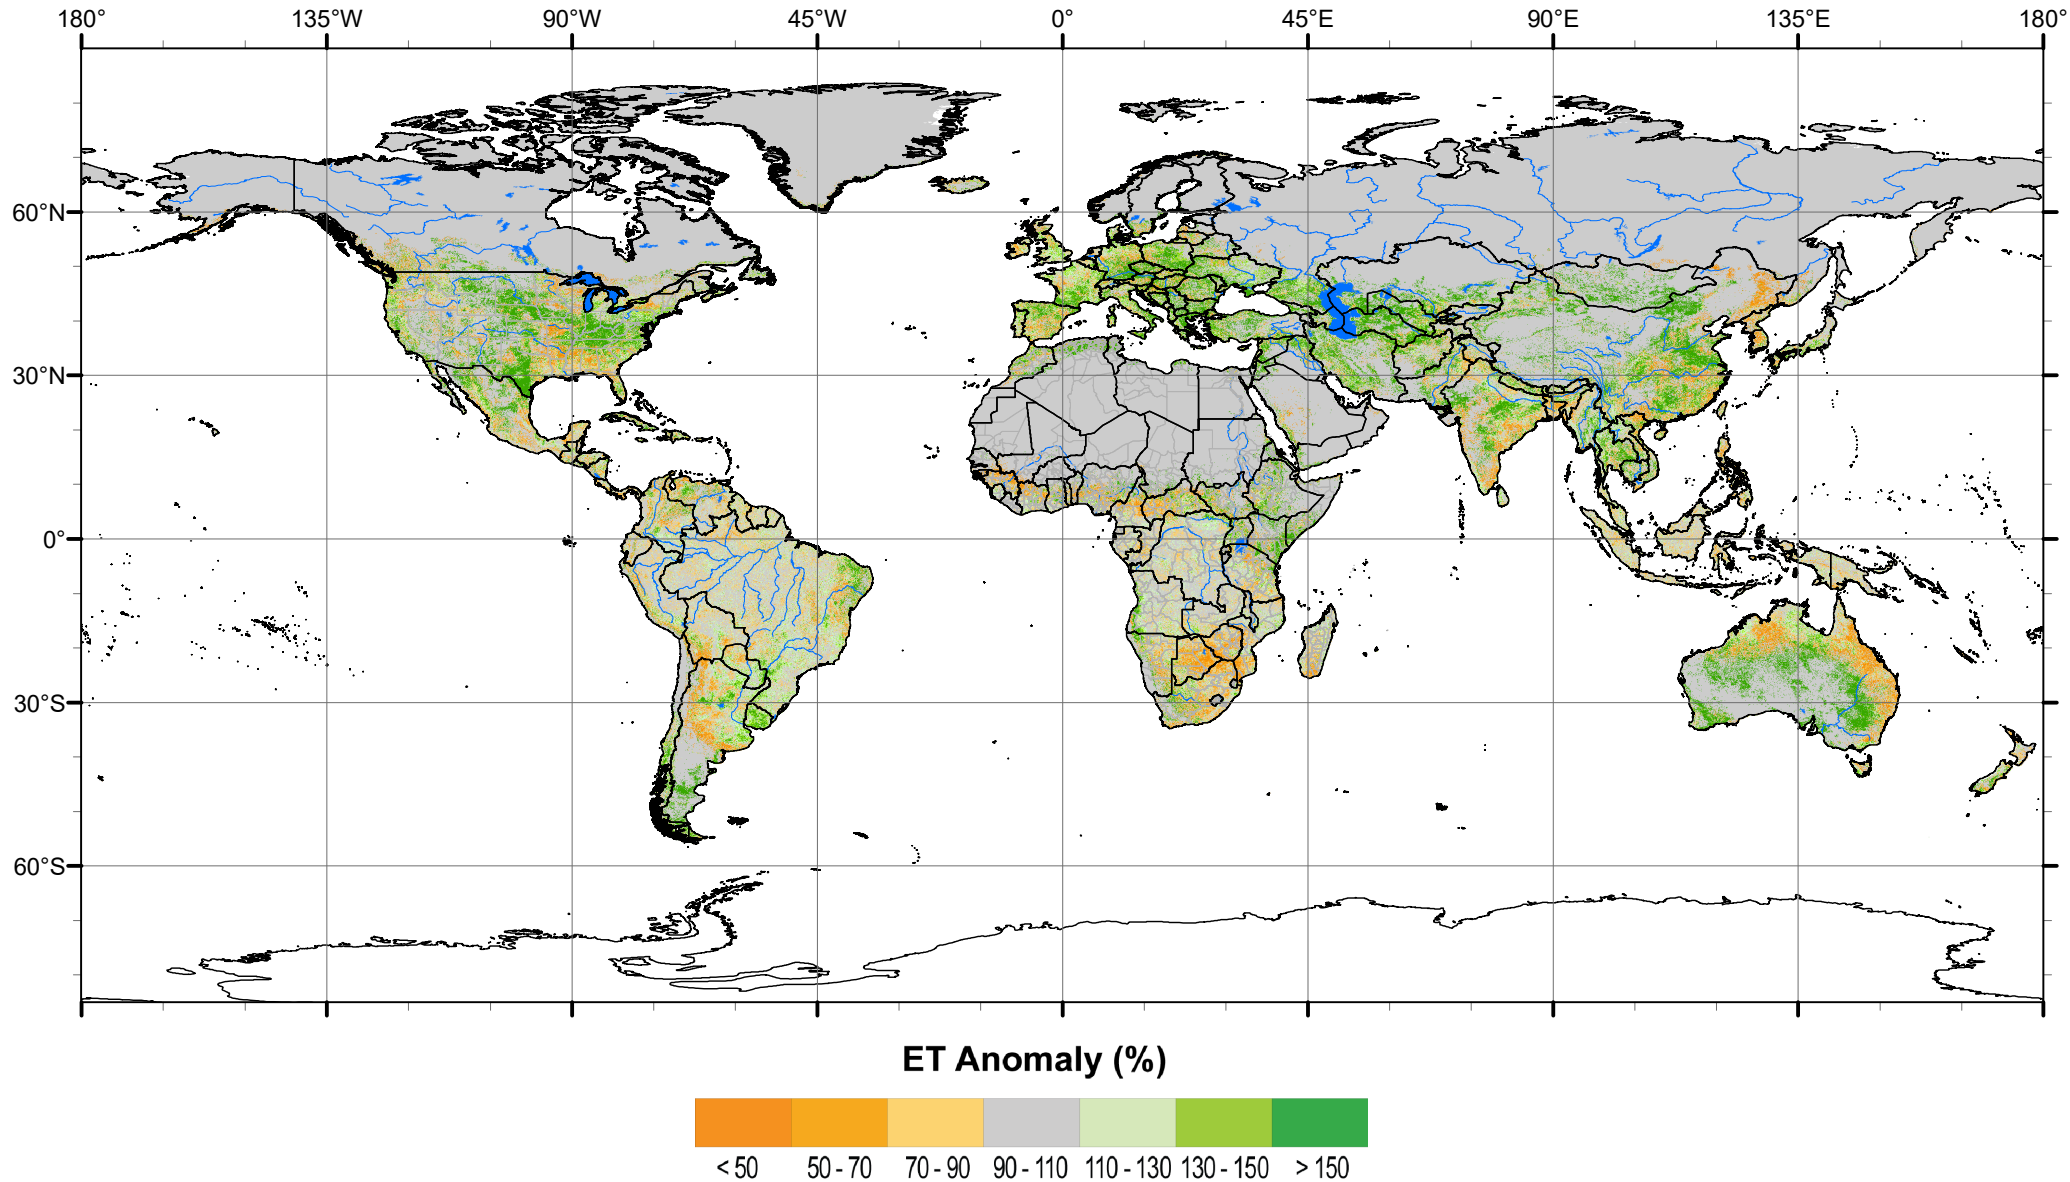 180° 135°W 90°W 45°W 0° 45°E 90°E 135°E 180°
60°N
30°N
0°
30°S
60°S
ET Anomaly (%)
< 50 50 - 70 70 - 90 90 - 110 110 - 130 130 - 150 > 150